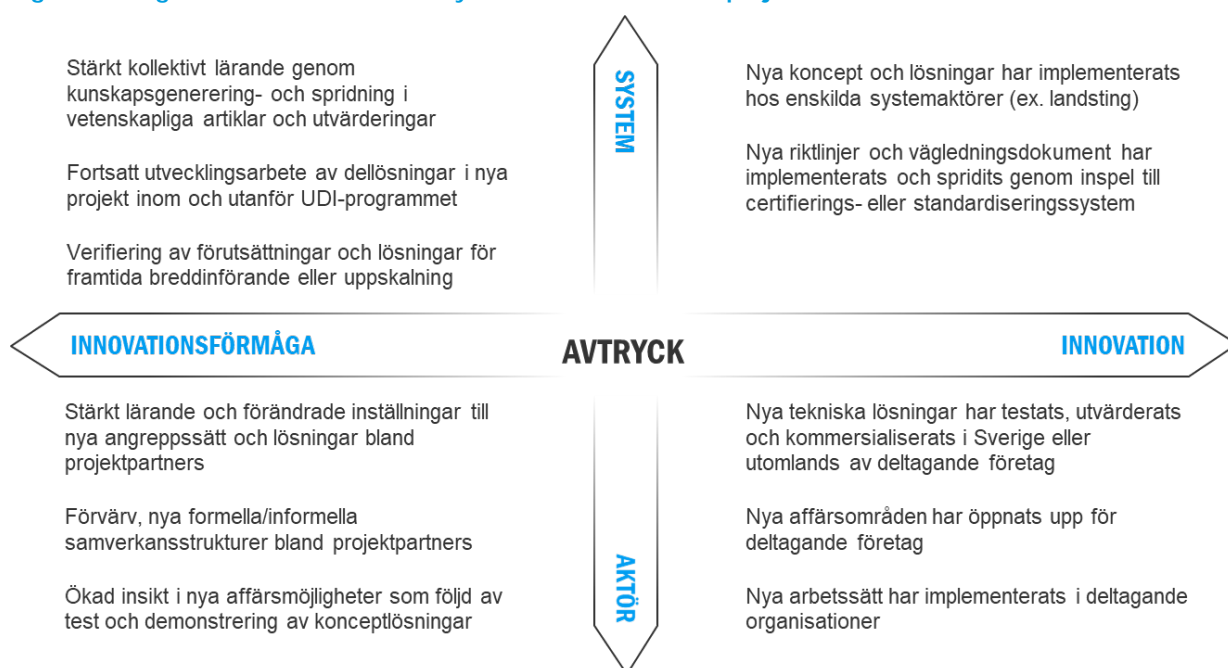 Stärkt kollektivt lärande genom
kunskapsgenerering- och spridning i
vetenskapliga artiklar och utvärderingar
Fortsatt utvecklingsarbete av dellösningar i nya
projekt inom och utanför UDI-programmet
Verifiering av förutsättningar och lösningar för
framtida breddinförande eller uppskalning
SYSTEM
Nya koncept och lösningar har implementerats
hos enskilda systemaktörer (ex. landsting)
Nya riktlinjer och vägledningsdokument har
implementerats och spridits genom inspel till
certifierings- eller standardiseringssystem
INNOVATIONSFÖRMÅGA
AVTRYCK
INNOVATION
Stärkt lärande och förändrade inställningar till
nya angreppssätt och lösningar bland
projektpartners
Förvärv, nya formella/informella
samverkansstrukturer bland projektpartners
Ökad insikt i nya affärsmöjligheter som följd av
test och demonstrering av konceptlösningar
AKTÖR
Nya tekniska lösningar har testats, utvärderats
och kommersialiserats i Sverige eller
utomlands av deltagande företag
Nya affärsområden har öppnats upp för
deltagande företag
Nya arbetssätt har implementerats i deltagande
organisationer